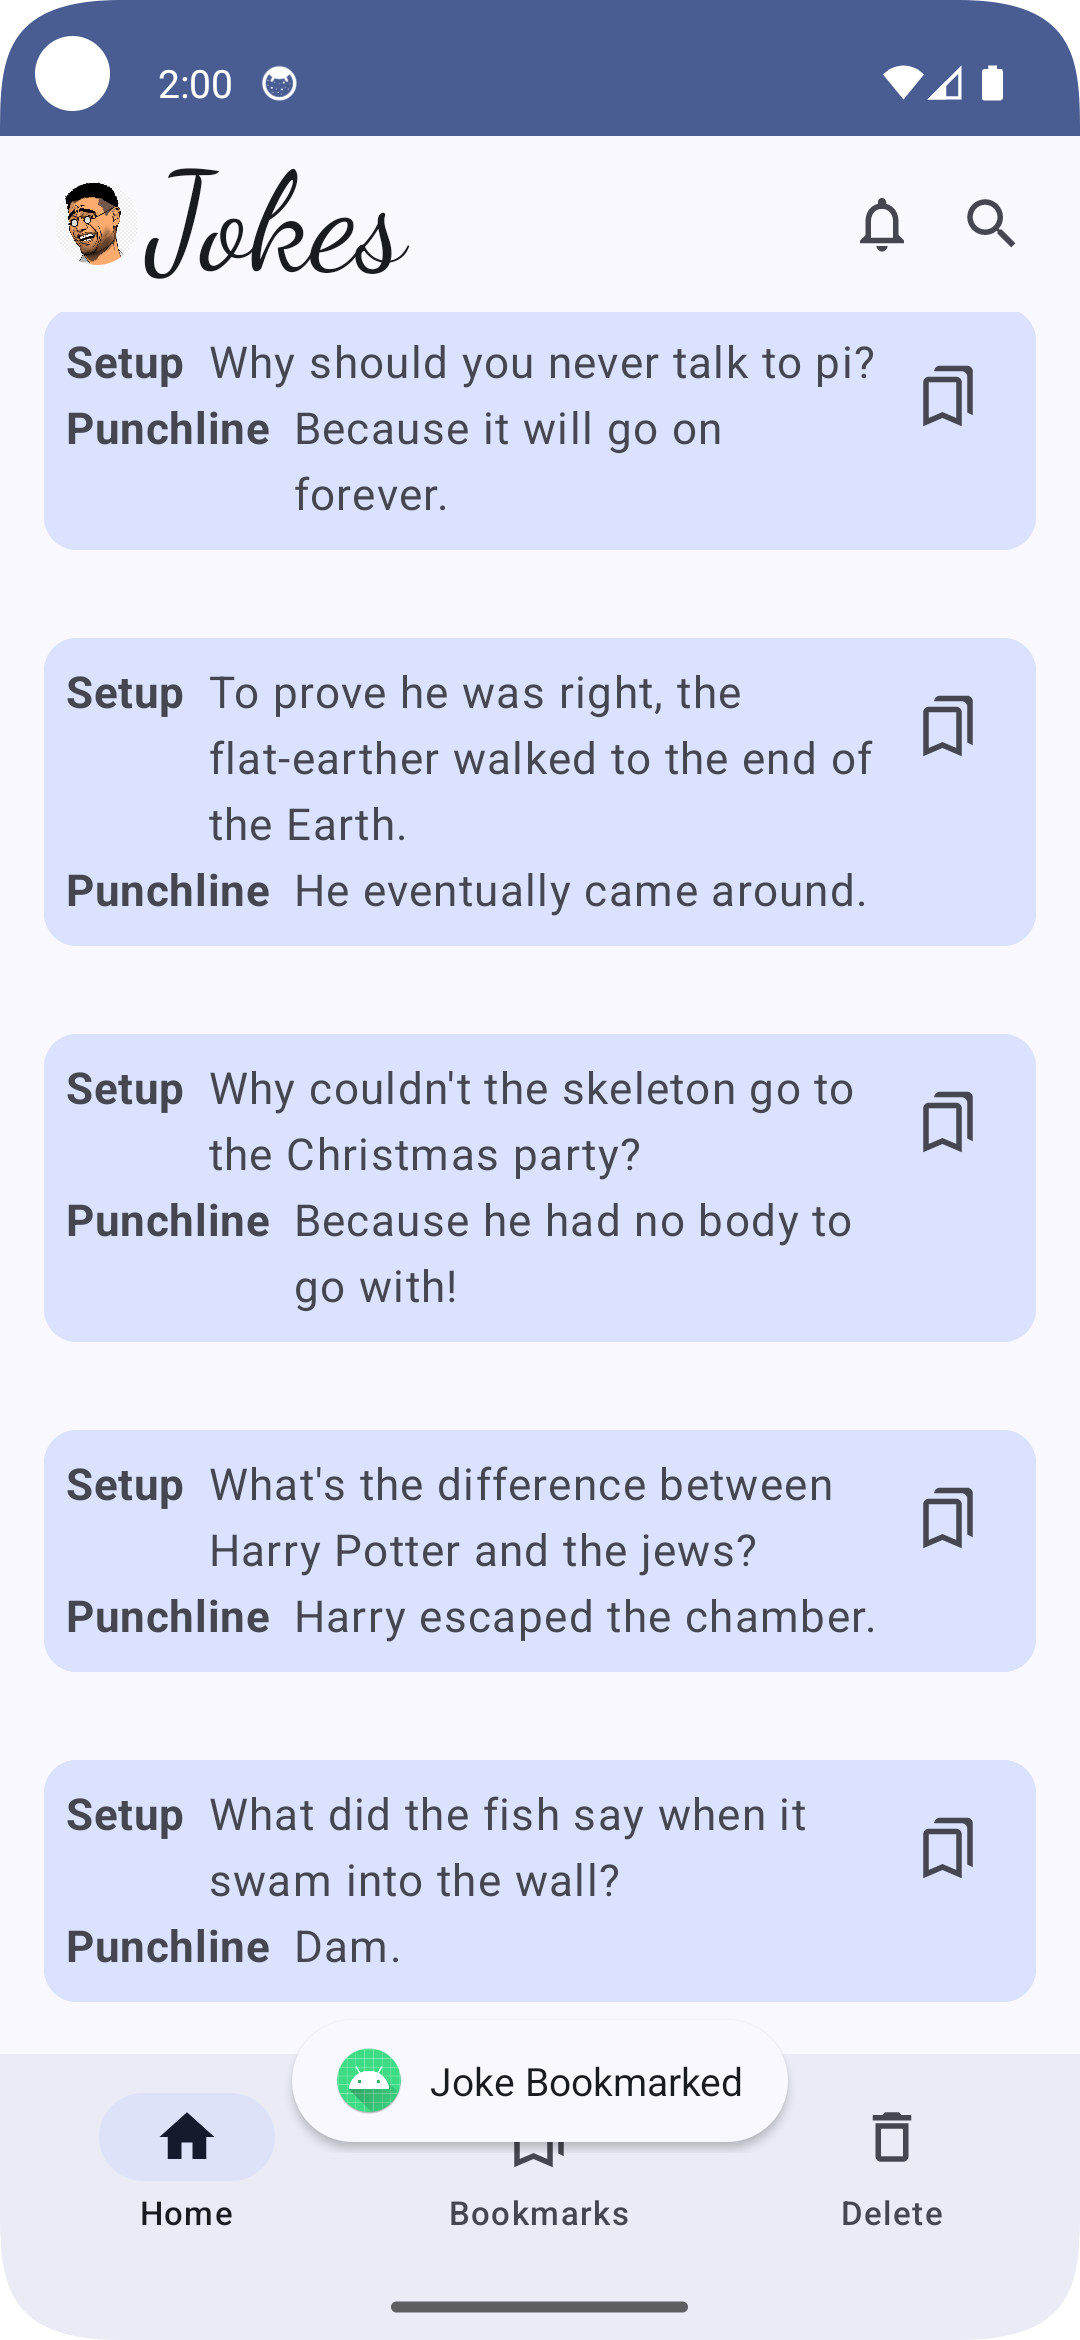 2:00
Jokes
Setup Why should you never talk to pi?
Punchline Because it will go on
forever.
Setup To prove he was right, the
flat-earther walked to the end of
the Earth.
Punchline He eventually came around.
Setup Why couldn't the skeleton go to
the Christmas party?
Punchline Because he had no body to
go with!
Setup What's the difference between
Harry Potter and the jews?
Punchline Harry escaped the chamber.
Setup What did the fish say when it
swam into the wall?
Punchline Dam.
Joke Bookmarked
Home Bookmarks Delete